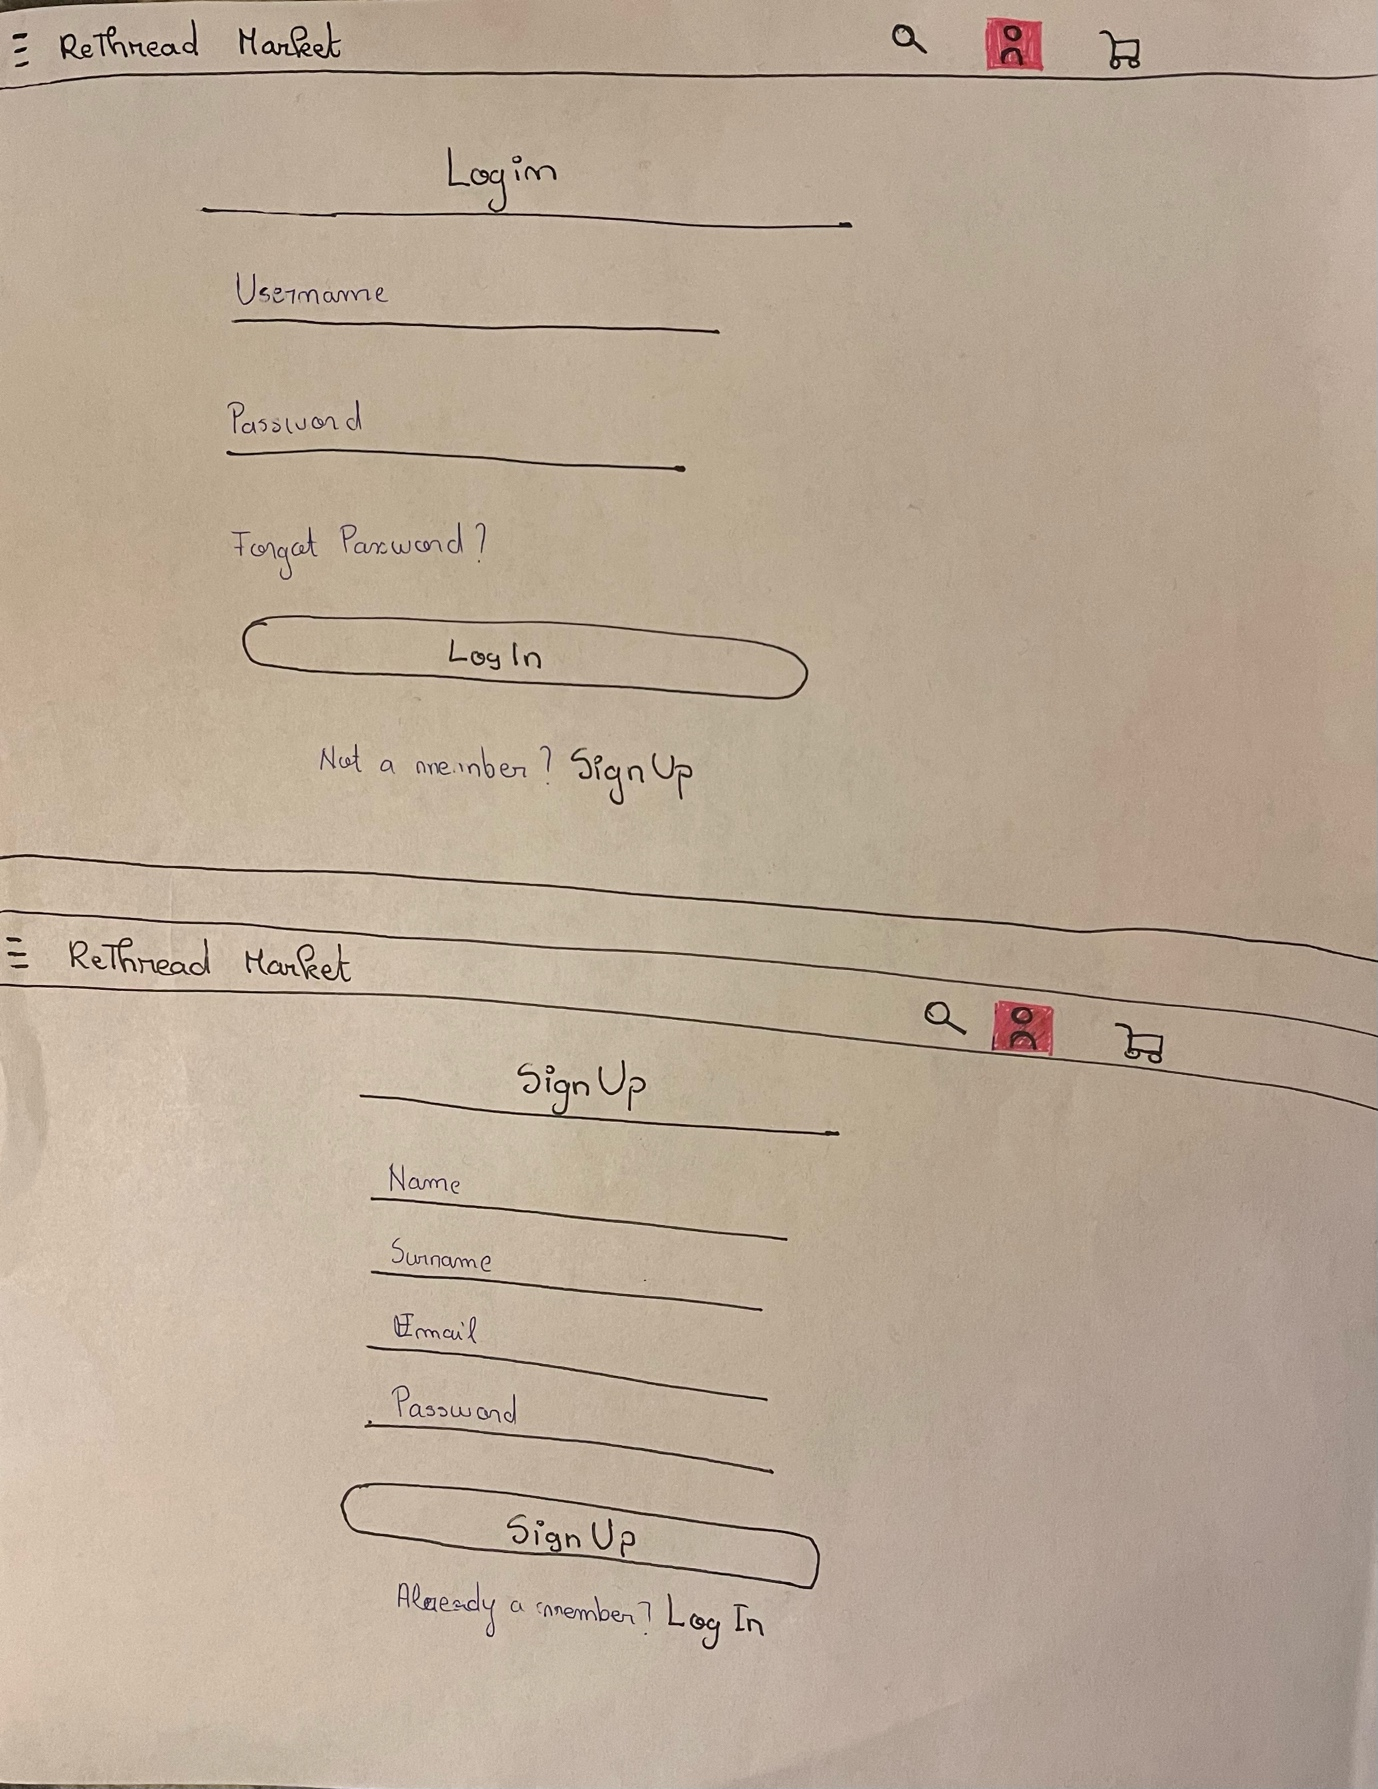 ReThread Market
Login
Username
Password
Forgot Password?
Log In
Not a member? Sign Up
ReThread Market
Sign Up
Name
Surname
Email
Password
Sign Up
Already a member? Log In